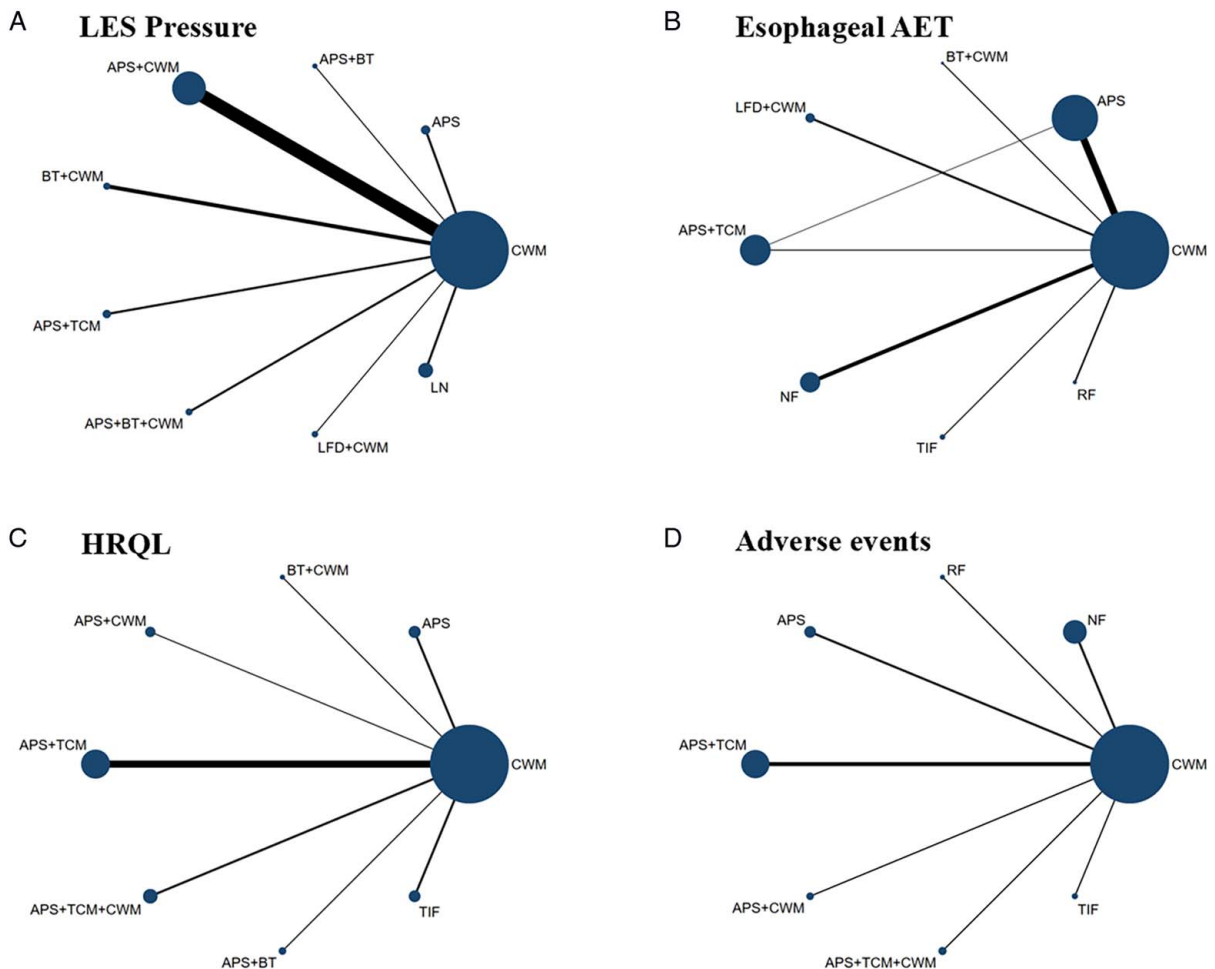 A
LES Pressure
APS+BT
APS+CWM
APS
BT+CWM
CWM
APS+TCM
LN
APS+BT+CWM
LFD+CWM
B
Esophageal AET
BT+CWM
APS
LFD+CWM
APS+TCM
CWM
NF
RF
TIF
C
HRQL
BT+CWM
APS+CWM
APS
APS+TCM
CWM
APS+TCM+CWM
TIF
APS+BT
D
Adverse events
RF
APS
NF
APS+TCM
CWM
APS+CWM
TIF
APS+TCM+CWM